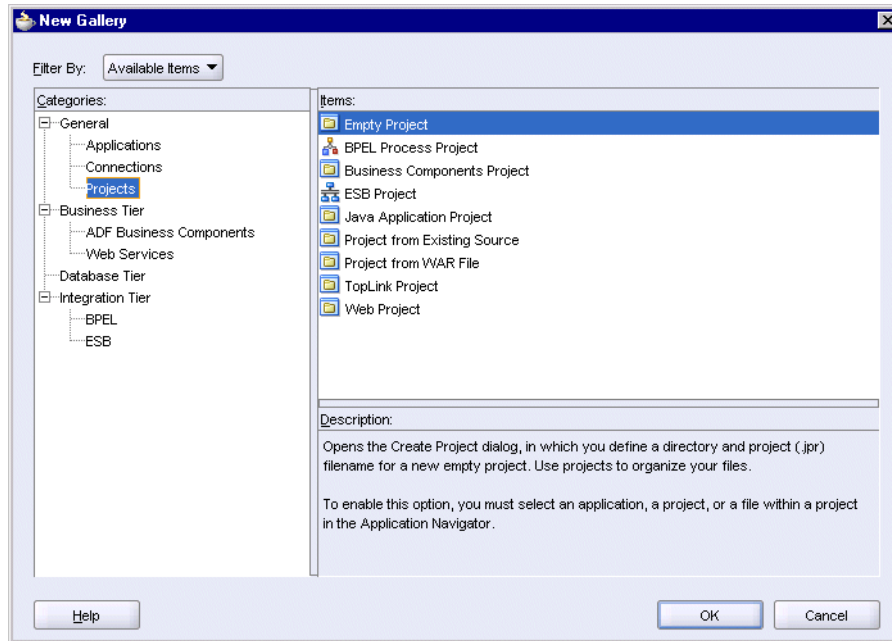 New Gallery
Filter By: Available Items
Categories:
General
Applications
Connections
Projects
Business Tier
ADF Business Components
Web Services
Database Tier
Integration Tier
BPEL
ESB
Items:
Empty Project
BPEL Process Project
Business Components Project
ESB Project
Java Application Project
Project from Existing Source
Project from WAR File
TopLink Project
Web Project
Description:
Opens the Create Project dialog, in which you define a directory and project (.jpr)
filename for a new empty project. Use projects to organize your files.
To enable this option, you must select an application, a project, or a file within a project
in the Application Navigator.
Help
OK
Cancel